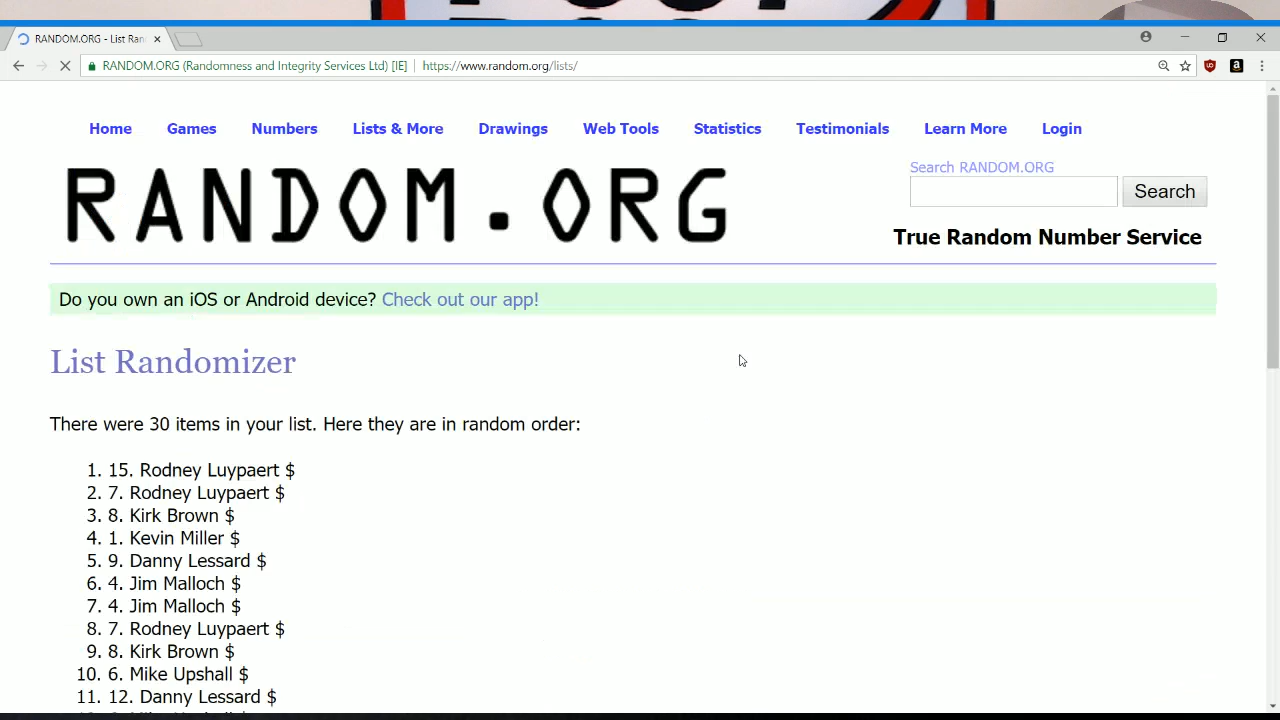 RANDOM.ORG - List Ran
RANDOM.ORG (Randomness and Integrity Services Ltd) [IE] https://www.random.org/lists/
Home Games Numbers Lists & More Drawings Web Tools Statistics Testimonials Learn More Login
RANDOM.ORG
Search RANDOM.ORG
Search
True Random Number Service
Do you own an iOS or Android device? Check out our app!
List Randomizer
There were 30 items in your list. Here they are in random order:
1. 15. Rodney Luypaert $
2. 7. Rodney Luypaert $
3. 8. Kirk Brown $
4. 1. Kevin Miller $
5. 9. Danny Lessard $
6. 4. Jim Malloch $
7. 4. Jim Malloch $
8. 7. Rodney Luypaert $
9. 8. Kirk Brown $
10. 6. Mike Upshall $
11. 12. Danny Lessard $